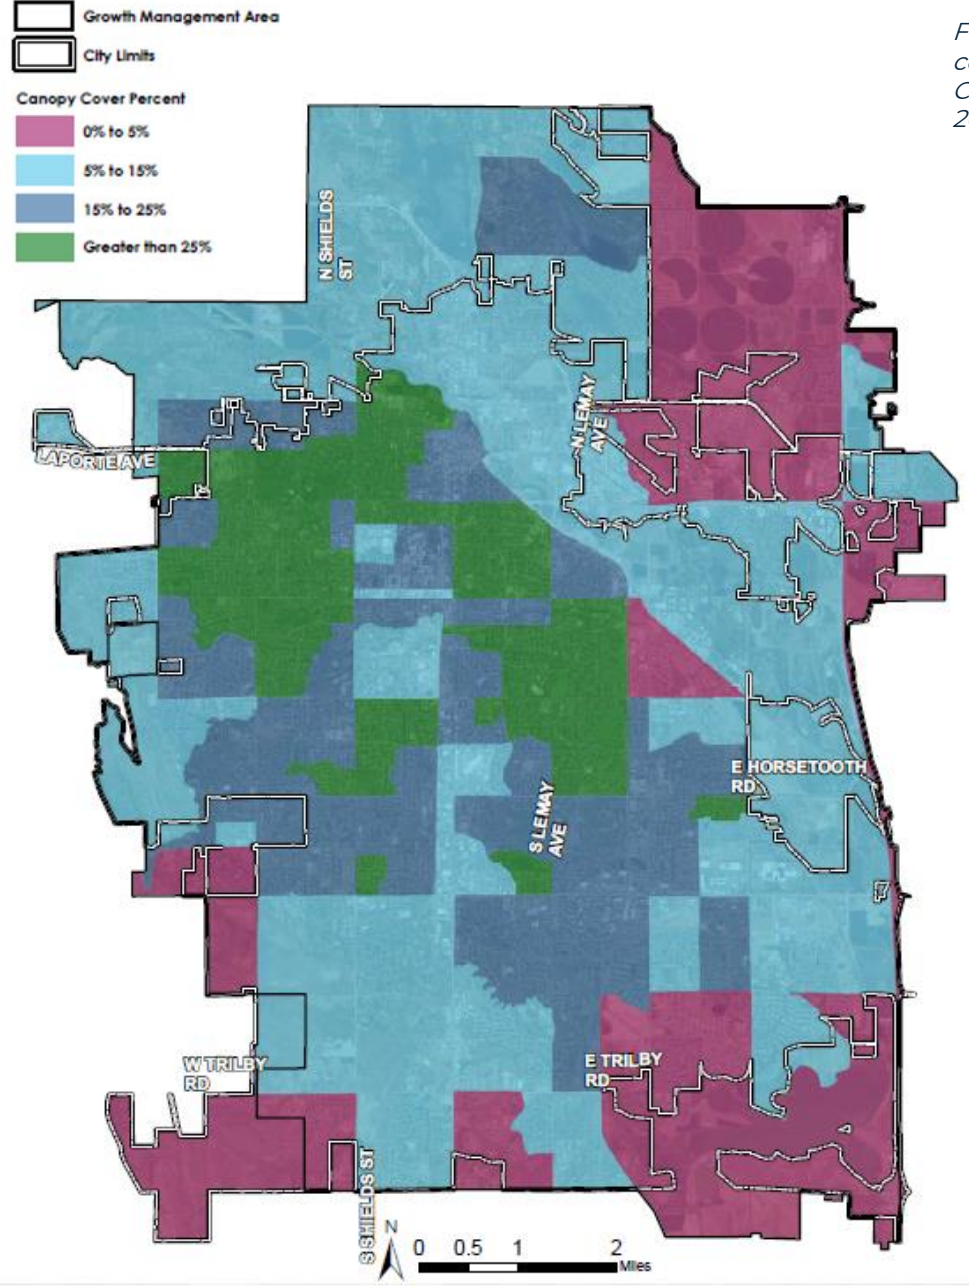 Growth Management Area
City Limits
Canopy Cover Percent
0% to 5%
5% to 15%
15% to 25%
Greater than 25%
N SHIELDS
ST
N LEMAY
AVE
LAPORTE AVE
E HORSETOOTH
RD
S LEMAY
AVE
W TRILBY
RD
E TRILBY
RD
S SHIELDS ST
N
0 0.5 1 2
Miles